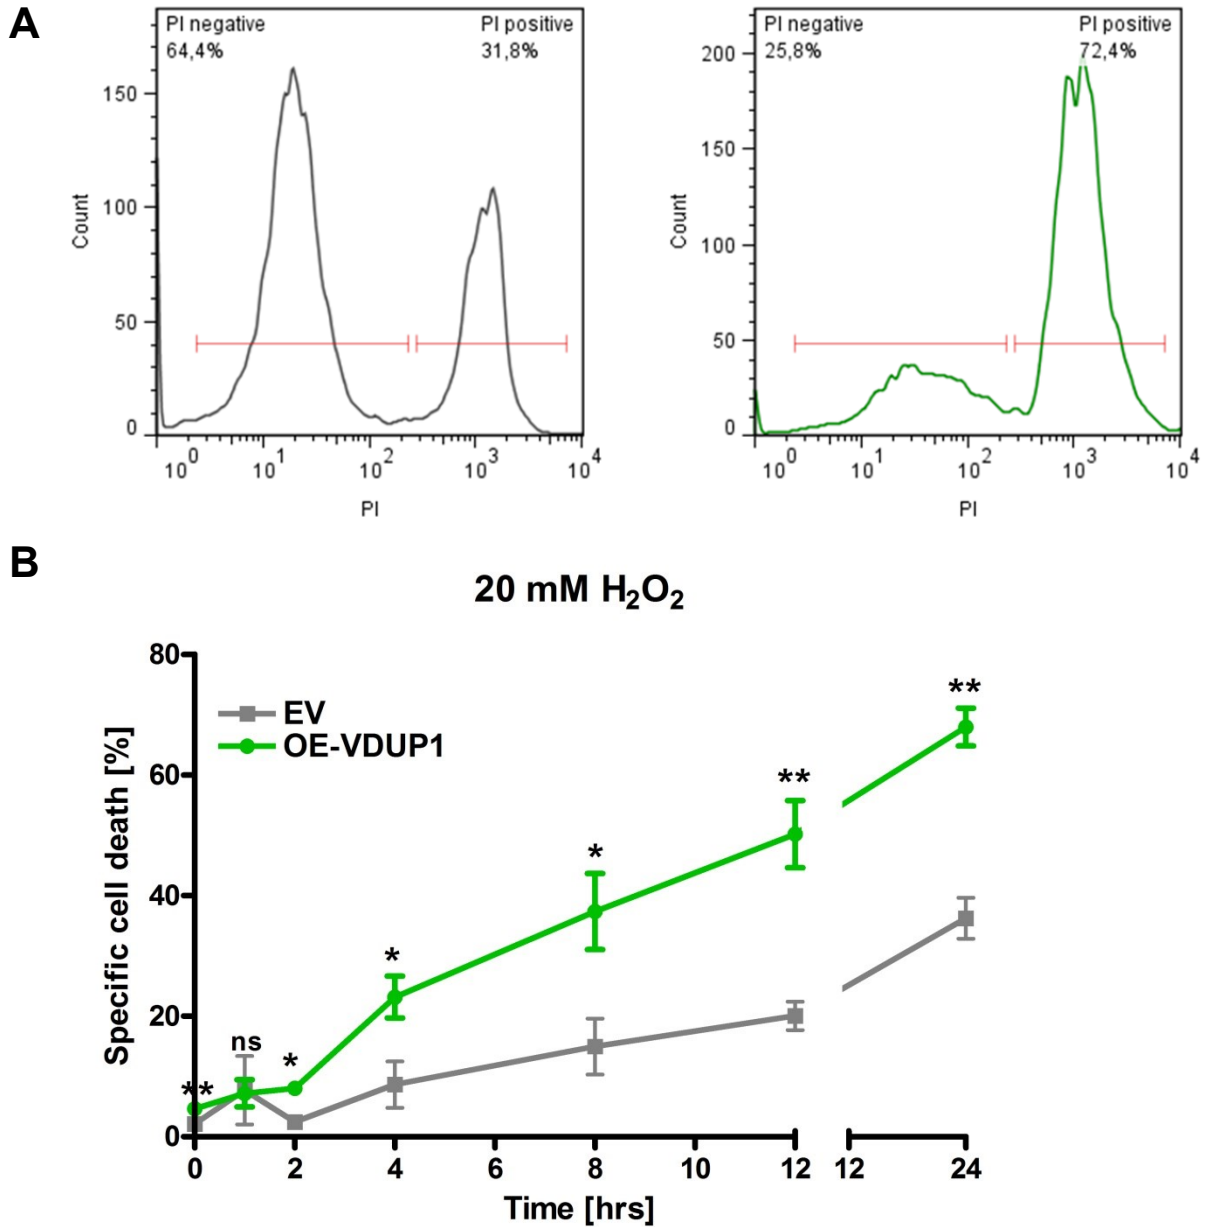 A
PI negative
64,4%
PI positive
31,8%
150
100
50
0
Count
10^0 10^1 10^2 10^3 10^4
PI
PI negative
25,8%
PI positive
72,4%
200
150
100
50
0
Count
10^0 10^1 10^2 10^3 10^4
PI
B
20 mM H₂O₂
80
60
40
20
0
Specific cell death [%]
EV
OE-VDUP1
**
ns
*
*
*
**
**
0 2 4 6 8 10 12 12 24
Time [hrs]